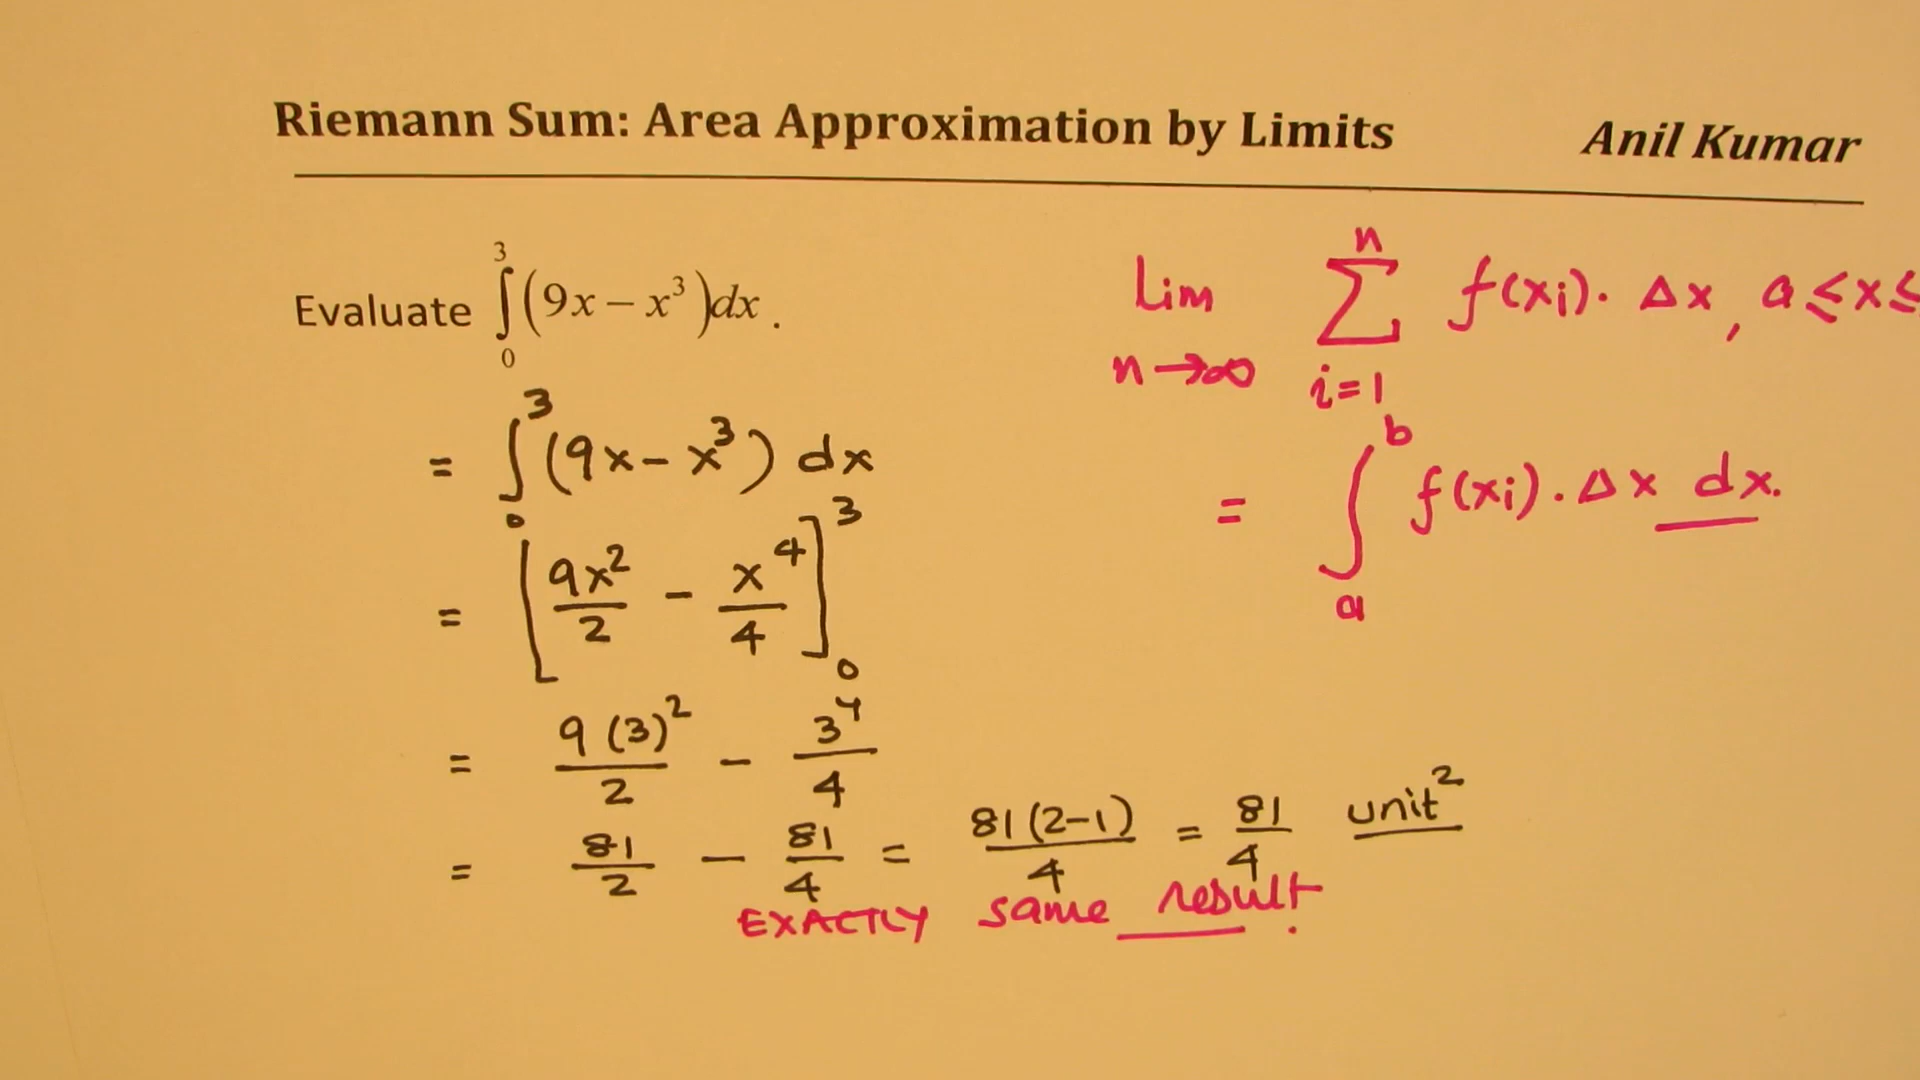 Riemann Sum: Area Approximation by Limits Anil Kumar
Evaluate ∫₀³ (9x − x³)dx .
= ∫₀³ (9x − x³) dx
= [9x²/2 − x⁴/4]₀³
= 9(3)²/2 − 3⁴/4
= 81/2 − 81/4 = 81(2−1)/4 = 81/4 unit²
EXACTLY same result.
Lim n→∞ Σ i=1 n f(xi)· Δx, a ≤ x ≤
= ∫ₐᵇ f(xi)· Δx dx.